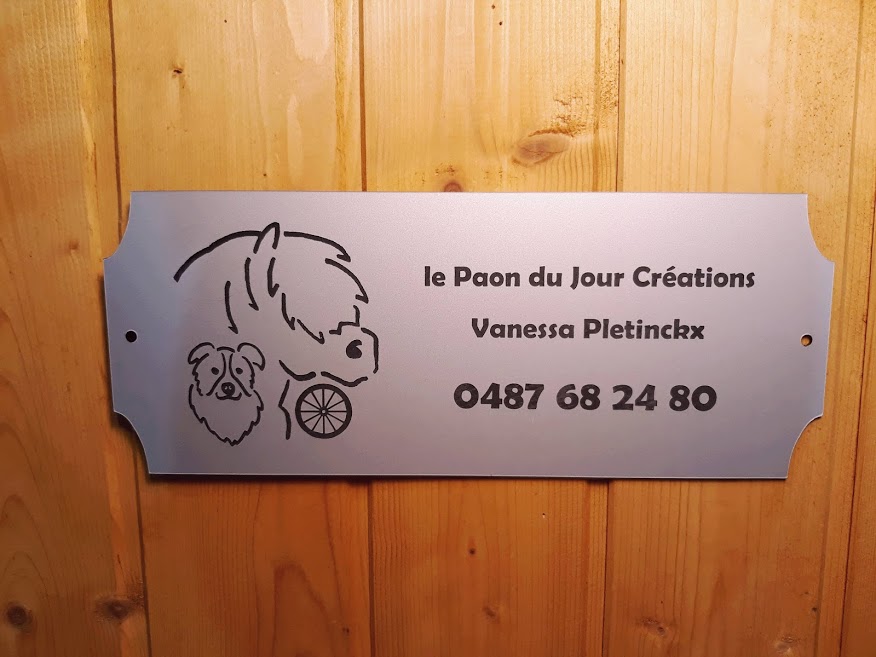 le Paon du Jour Créations
Vanessa Pletinckx
0487 68 24 80